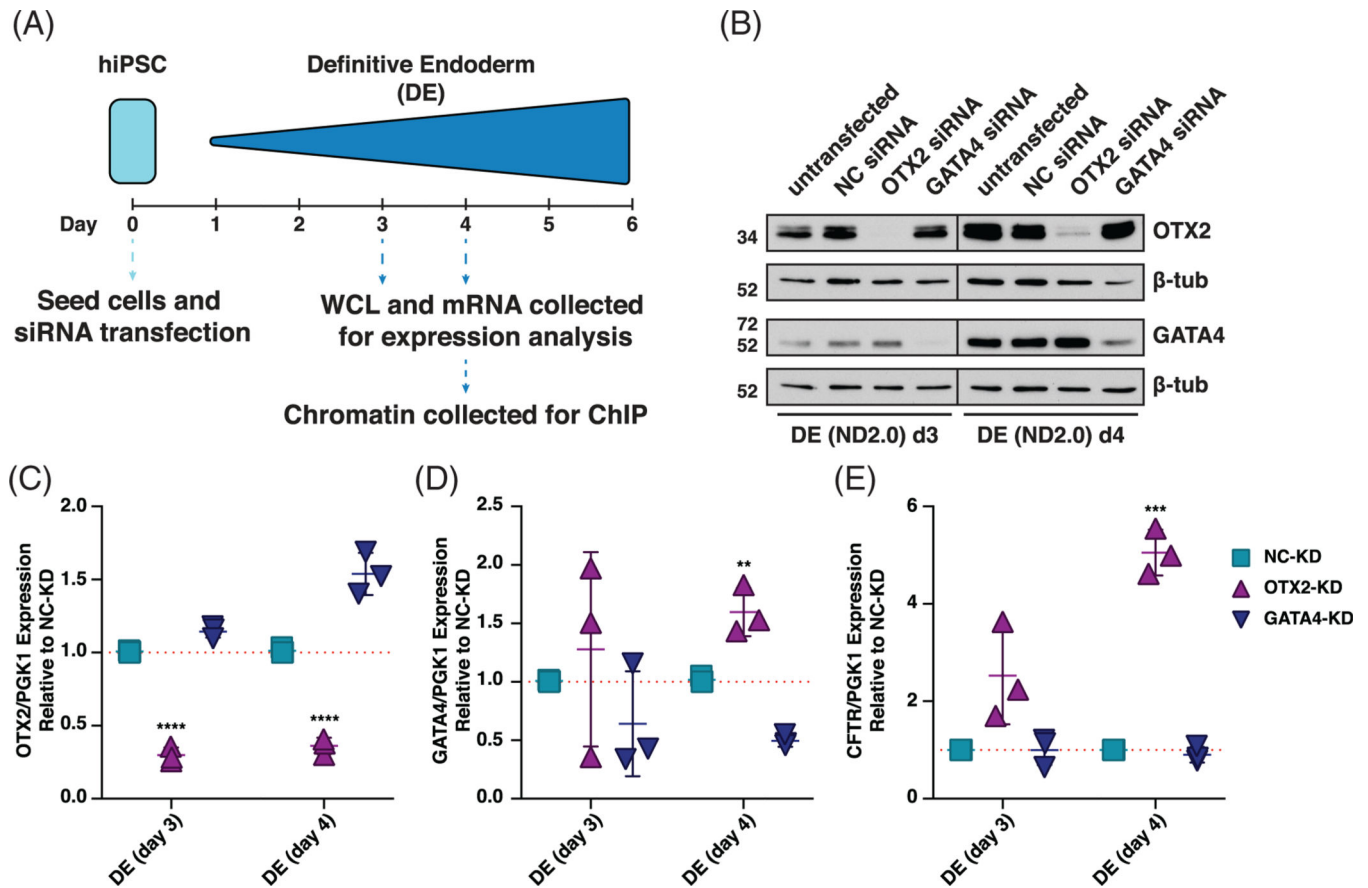 (A)
hiPSC
Definitive Endoderm
(DE)
Day 0 1 2 3 4 5 6
Seed cells and
siRNA transfection
WCL and mRNA collected
for expression analysis
Chromatin collected for ChIP
(B)
untransfected NC siRNA OTX2 siRNA GATA4 siRNA untransfected NC siRNA OTX2 siRNA GATA4 siRNA
34 OTX2
52 β-tub
72
52 GATA4
52 β-tub
DE (ND2.0) d3 DE (ND2.0) d4
(C)
OTX2/PGK1 Expression
Relative to NC-KD
2.0
1.5
1.0
0.5
0.0
**** ****
DE (day 3) DE (day 4)
(D)
GATA4/PGK1 Expression
Relative to NC-KD
2.5
2.0
1.5
1.0
0.5
0.0
**
DE (day 3) DE (day 4)
(E)
CFTR/PGK1 Expression
Relative to NC-KD
6
4
2
0
***
DE (day 3) DE (day 4)
NC-KD
OTX2-KD
GATA4-KD